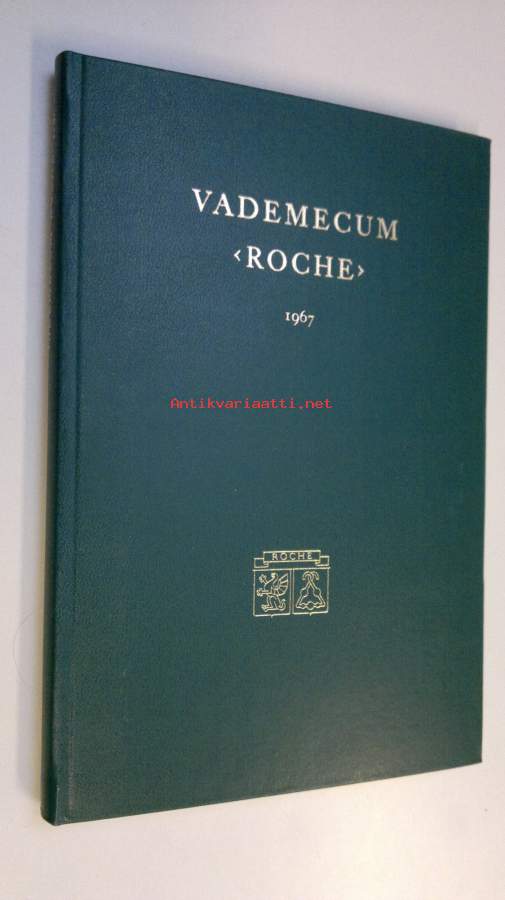 VADEMECUM
‹ROCHE›
1967
Antikvariaatti.net
ROCHE